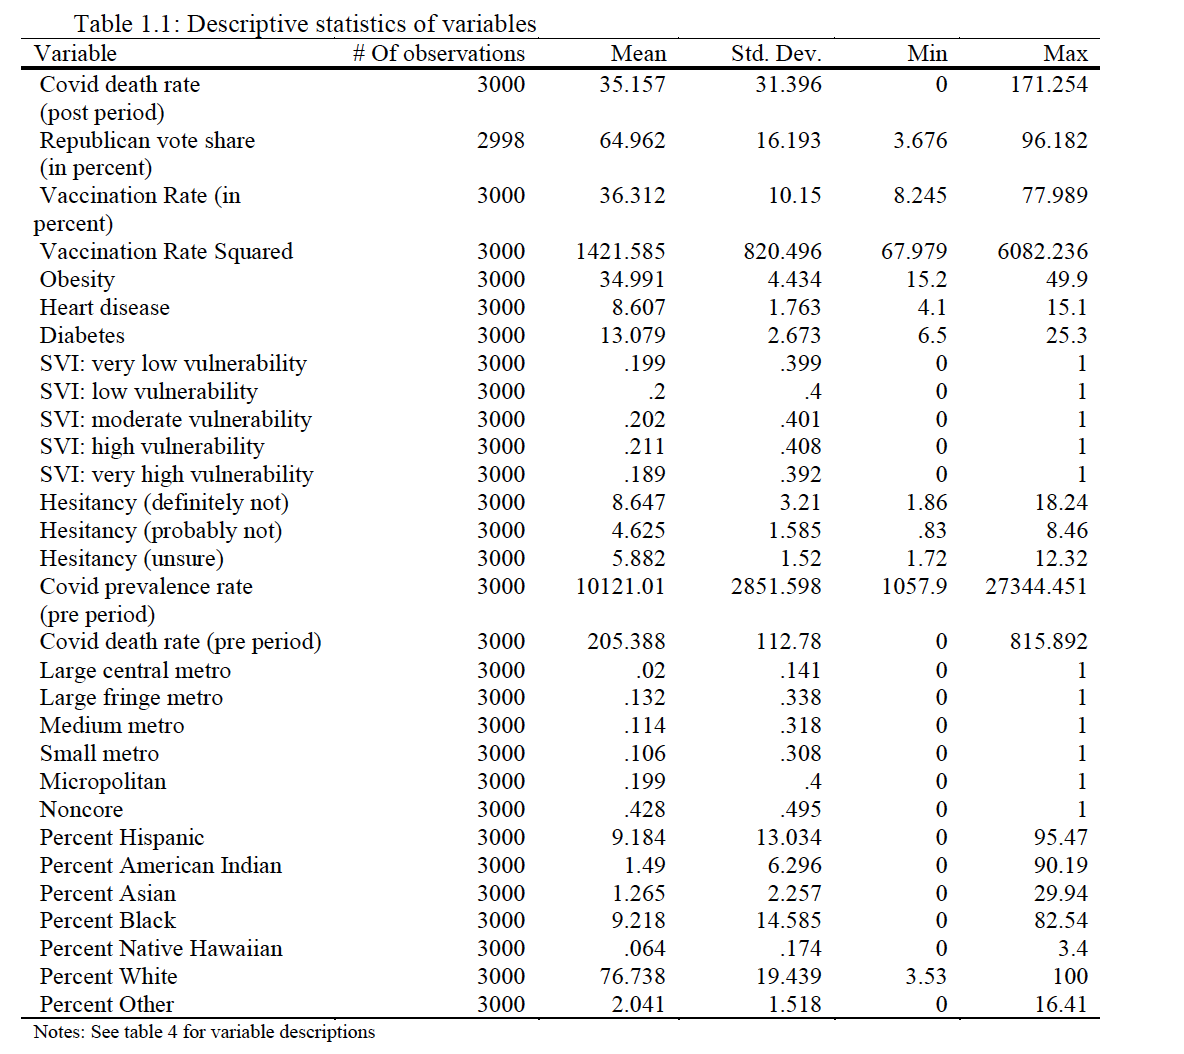 Table 1.1: Descriptive statistics of variables
Variable # Of observations Mean Std. Dev. Min Max
Covid death rate 3000 35.157 31.396 0 171.254
(post period)
Republican vote share 2998 64.962 16.193 3.676 96.182
(in percent)
Vaccination Rate (in 3000 36.312 10.15 8.245 77.989
percent)
Vaccination Rate Squared 3000 1421.585 820.496 67.979 6082.236
Obesity 3000 34.991 4.434 15.2 49.9
Heart disease 3000 8.607 1.763 4.1 15.1
Diabetes 3000 13.079 2.673 6.5 25.3
SVI: very low vulnerability 3000 .199 .399 0 1
SVI: low vulnerability 3000 .2 .4 0 1
SVI: moderate vulnerability 3000 .202 .401 0 1
SVI: high vulnerability 3000 .211 .408 0 1
SVI: very high vulnerability 3000 .189 .392 0 1
Hesitancy (definitely not) 3000 8.647 3.21 1.86 18.24
Hesitancy (probably not) 3000 4.625 1.585 .83 8.46
Hesitancy (unsure) 3000 5.882 1.52 1.72 12.32
Covid prevalence rate 3000 10121.01 2851.598 1057.9 27344.451
(pre period)
Covid death rate (pre period) 3000 205.388 112.78 0 815.892
Large central metro 3000 .02 .141 0 1
Large fringe metro 3000 .132 .338 0 1
Medium metro 3000 .114 .318 0 1
Small metro 3000 .106 .308 0 1
Micropolitan 3000 .199 .4 0 1
Noncore 3000 .428 .495 0 1
Percent Hispanic 3000 9.184 13.034 0 95.47
Percent American Indian 3000 1.49 6.296 0 90.19
Percent Asian 3000 1.265 2.257 0 29.94
Percent Black 3000 9.218 14.585 0 82.54
Percent Native Hawaiian 3000 .064 .174 0 3.4
Percent White 3000 76.738 19.439 3.53 100
Percent Other 3000 2.041 1.518 0 16.41
Notes: See table 4 for variable descriptions